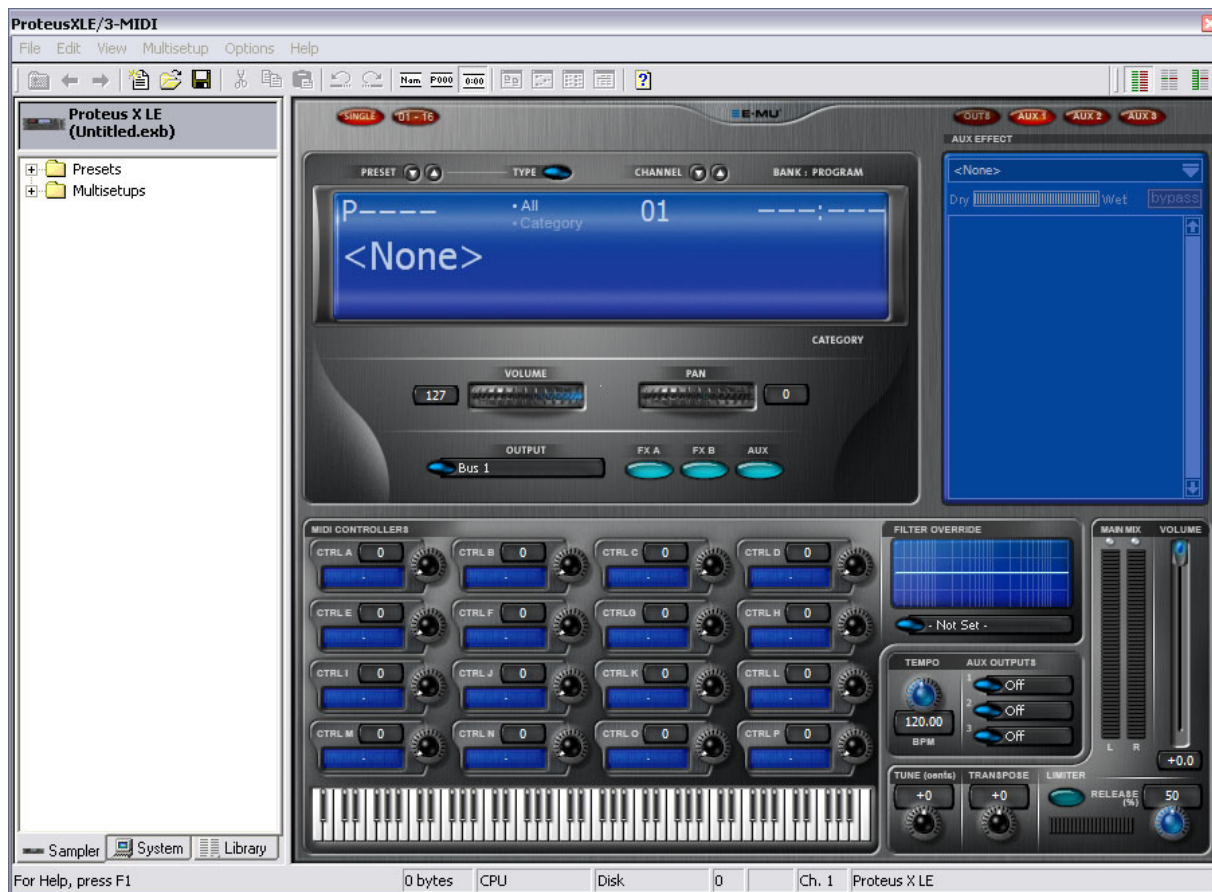 ProteusXLE/3-MIDI
File Edit View Multisetup Options Help
Nam P000 0:00
Proteus X LE
(Untitled.exb)
Presets
Multisetups
SINGLE 01 - 16
E-MU
OUTS AUX 1 AUX 2 AUX 3
AUX EFFECT
<None>
Dry Wet bypass
PRESET TYPE CHANNEL BANK : PROGRAM
P---- • All 01 ---:---
• Category
<None>
CATEGORY
VOLUME PAN
127 0
OUTPUT FX A FX B AUX
Bus 1
MIDI CONTROLLERS
CTRL A 0 CTRL B 0 CTRL C 0 CTRL D 0
- - - -
CTRL E 0 CTRL F 0 CTRLG 0 CTRL H 0
CTRL I 0 CTRL J 0 CTRL K 0 CTRL L 0
- - - -
CTRL M 0 CTRL N 0 CTRL O 0 CTRL P 0
- - - -
FILTER OVERRIDE
- Not Set -
TEMPO AUX OUTPUTS
1 Off
2 Off
3 Off
120.00
BPM
MAIN MIX VOLUME
L R
+0.0
TUNE (cents) TRANSPOSE LIMITER
+0 +0 RELEASE (%) 50
Sampler System Library
For Help, press F1 0 bytes CPU Disk 0 Ch. 1 Proteus X LE